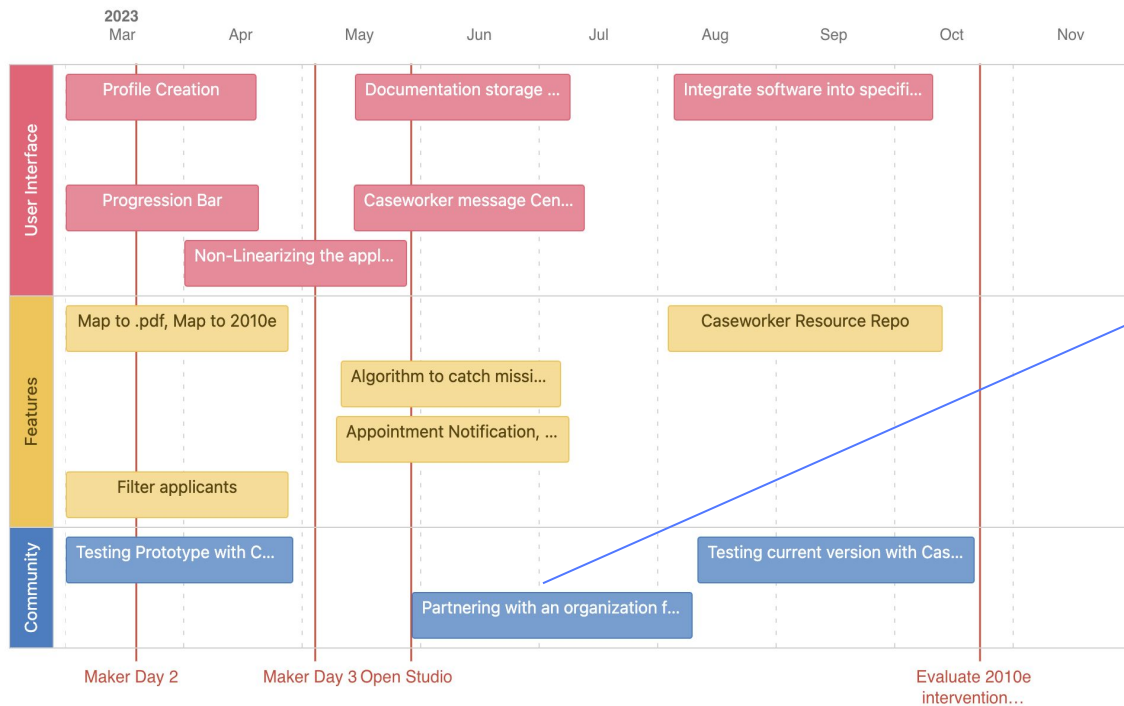 2023
Mar Apr May Jun Jul Aug Sep Oct Nov
User Interface
Profile Creation
Documentation storage ...
Integrate software into specifi...
Progression Bar
Caseworker message Cen...
Non-Linearizing the appl...
Features
Map to .pdf, Map to 2010e
Caseworker Resource Repo
Algorithm to catch missi...
Appointment Notification, ...
Filter applicants
Community
Testing Prototype with C...
Testing current version with Cas...
Partnering with an organization f...
Maker Day 2
Maker Day 3
Open Studio
Evaluate 2010e
intervention...